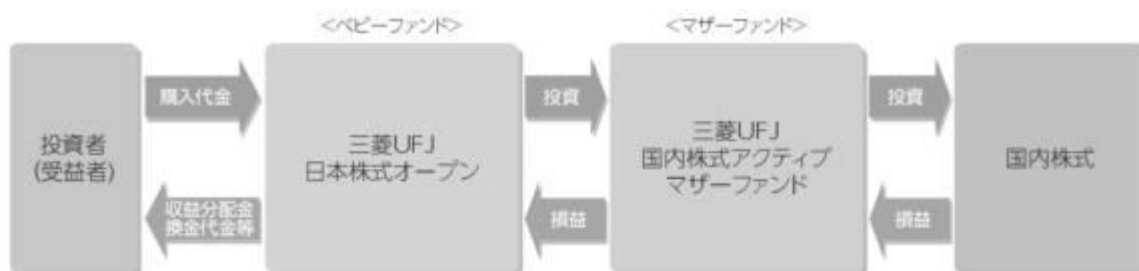 <ベビーファンド>
<マザーファンド>
購入代金
投資
投資
投資者
(受益者)
三菱UFJ
日本株式オープン
三菱UFJ
国内株式アクティブ
マザーファンド
国内株式
収益分配金
換金代金等
損益
損益